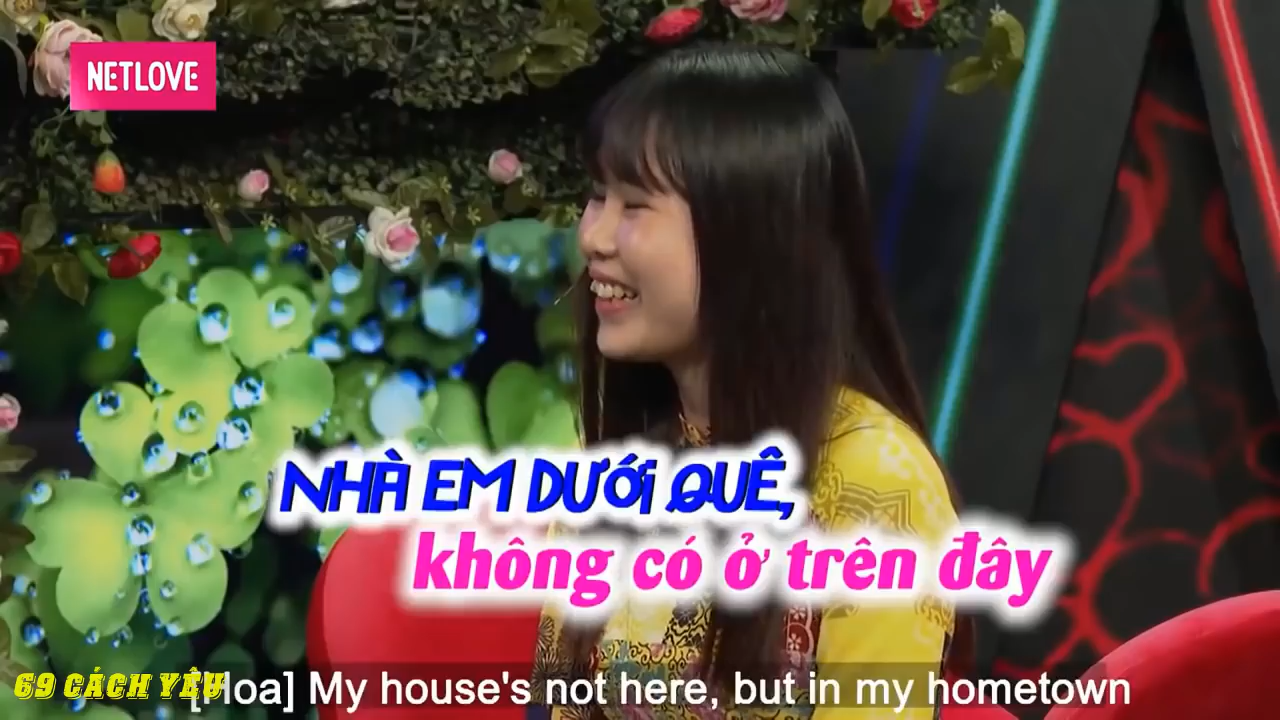 NETLOVE
NHÀ EM DƯỚI QUÊ,
không có ở trên đây
69 CÁCH YÊU
[Hoa] My house's not here, but in my hometown